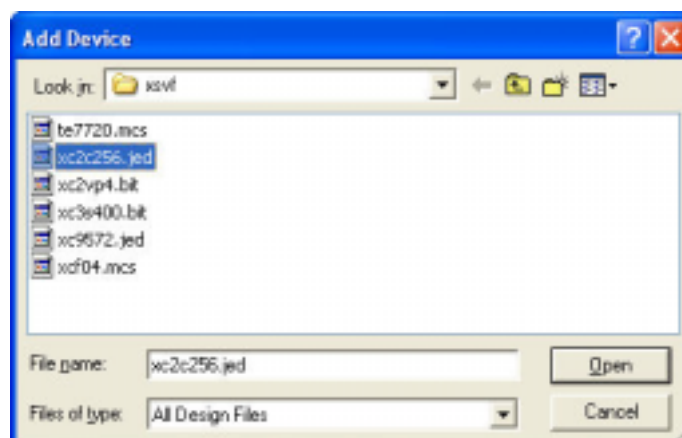 Add Device
Look in: xsvf
te7720.mcs
xc2c256.jed
xc2vp4.bit
xc3s400.bit
xc9572.jed
xcf04.mcs
File name: xc2c256.jed Open
Files of type: All Design Files Cancel